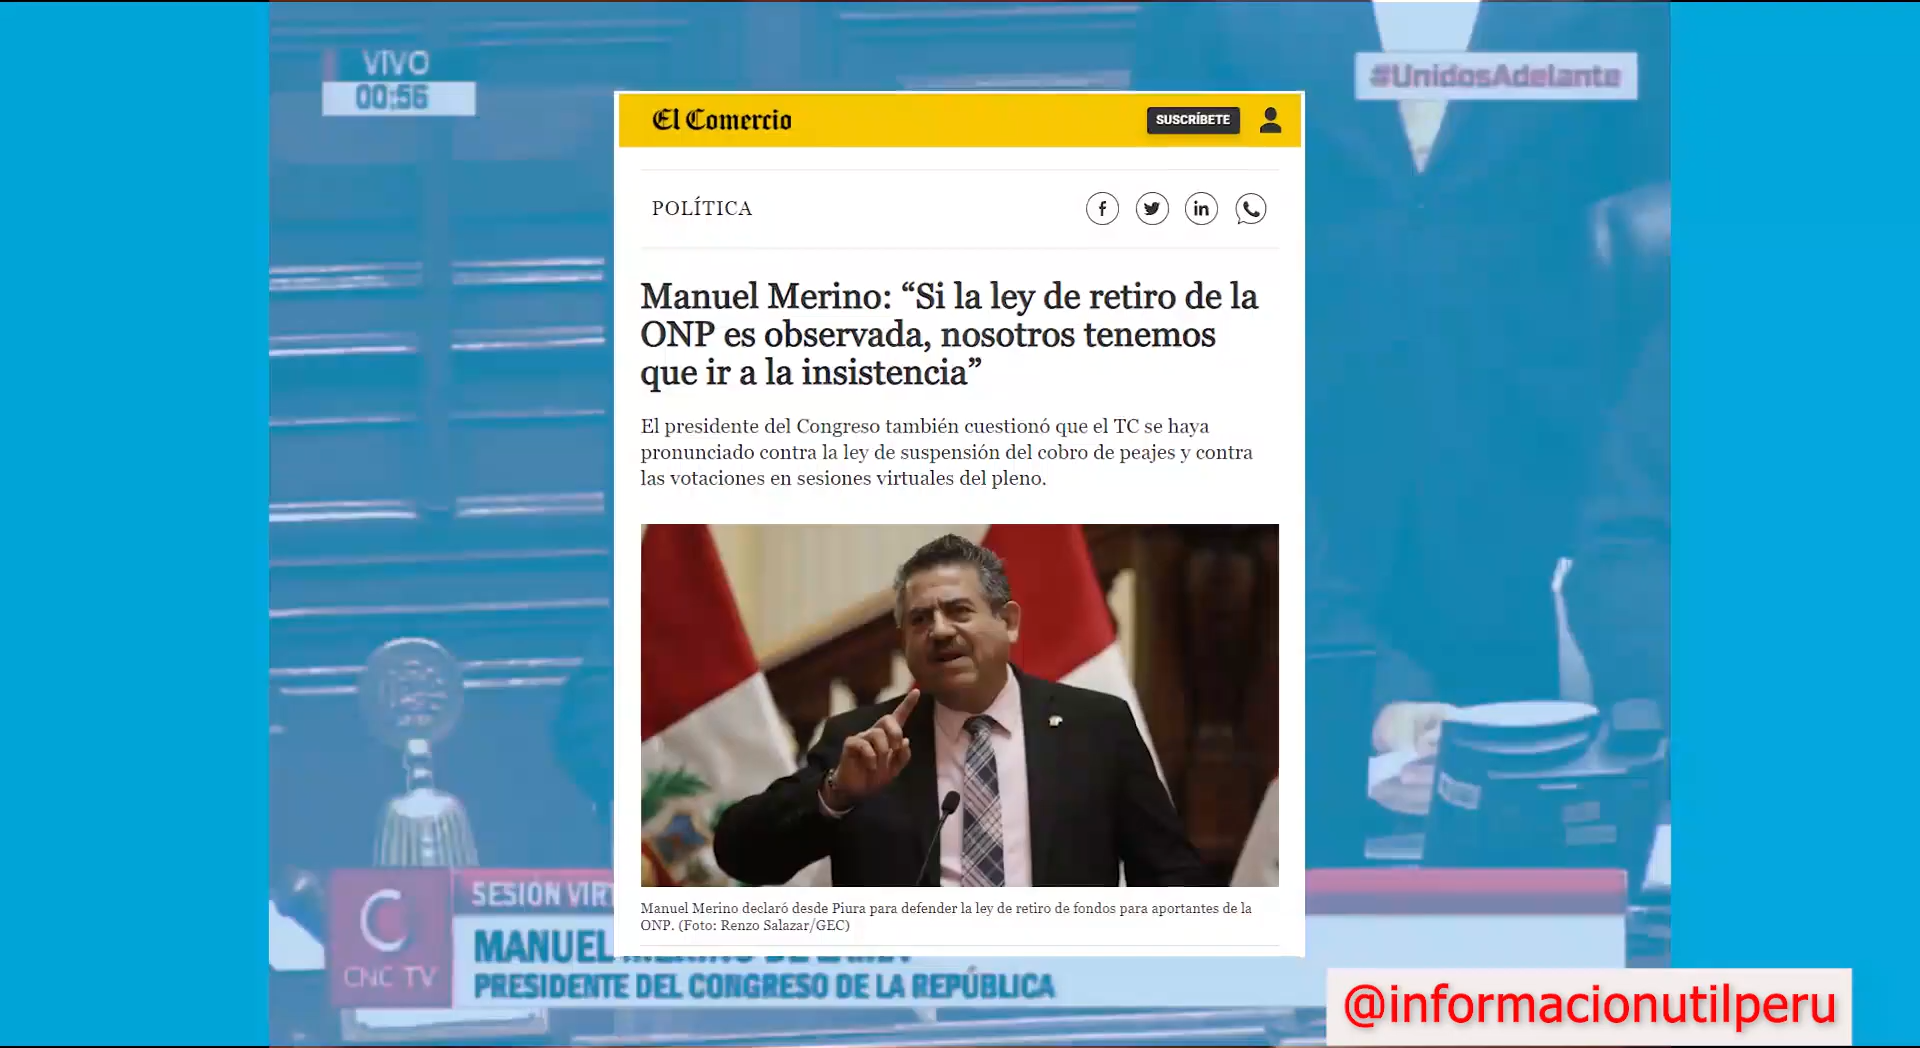 VIVO
00:56
#UnidosAdelante
El Comercio
SUSCRÍBETE
POLÍTICA
Manuel Merino: “Si la ley de retiro de la
ONP es observada, nosotros tenemos
que ir a la insistencia”
El presidente del Congreso también cuestionó que el TC se haya
pronunciado contra la ley de suspensión del cobro de peajes y contra
las votaciones en sesiones virtuales del pleno.
Manuel Merino declaró desde Piura para defender la ley de retiro de fondos para aportantes de la
ONP. (Foto: Renzo Salazar/GEC)
SESIÓN
MANUEL
PRESIDENTE DEL CONGRESO DE LA REPÚBLICA
C
CNC TV
@informacionutilperu